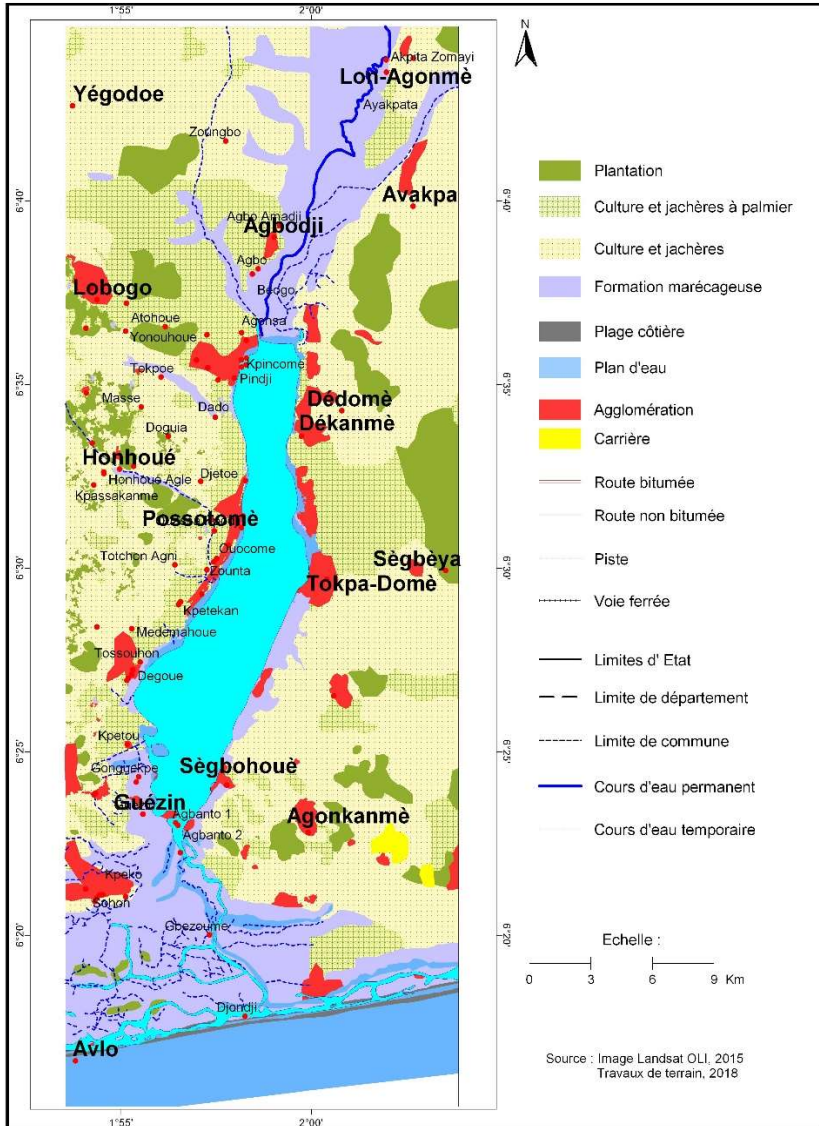 1°55'
2°00'
N
Akpita Zomayi
Lon-Agonmè
Yégodoe
Ayakpata
Zoungbo
6°40'
6°40'
Avakpa
Agbo Amadji
Agbodji
Agbo
Lobogo
Beogo
Atohoue
Agonsa
Yonouhoue
6°35'
6°35'
Tokpoe
Kpincome
Pindji
Masse
Dado
Dédomè
Dékanmè
Doguia
Honhoué
Honhoué Agle
Djetoe
Kpassakanme
Possotomè
Totchon Agni
Ouocome
Zounta
6°30'
6°30'
Sègbèya
Tokpa-Domè
Kpetekan
Medemahoue
Tossouhon
Degoue
Kpetou
6°25'
6°25'
Sègbohouè
Guézin
Agbanto 1
Agbanto 2
Agonkanmè
Kpeko
Sohon
6°20'
6°20'
Gbezoume
Djondji
Avlo
1°55'
2°00'
Plantation
Culture et jachères à palmier
Culture et jachères
Formation marécageuse
Plage côtière
Plan d'eau
Agglomération
Carrière
Route bitumée
Route non bitumée
Piste
Voie ferrée
Limites d' Etat
Limite de département
Limite de commune
Cours d'eau permanent
Cours d'eau temporaire
Echelle :
0 3 6 9 Km
Source : Image Landsat OLI, 2015
Travaux de terrain, 2018